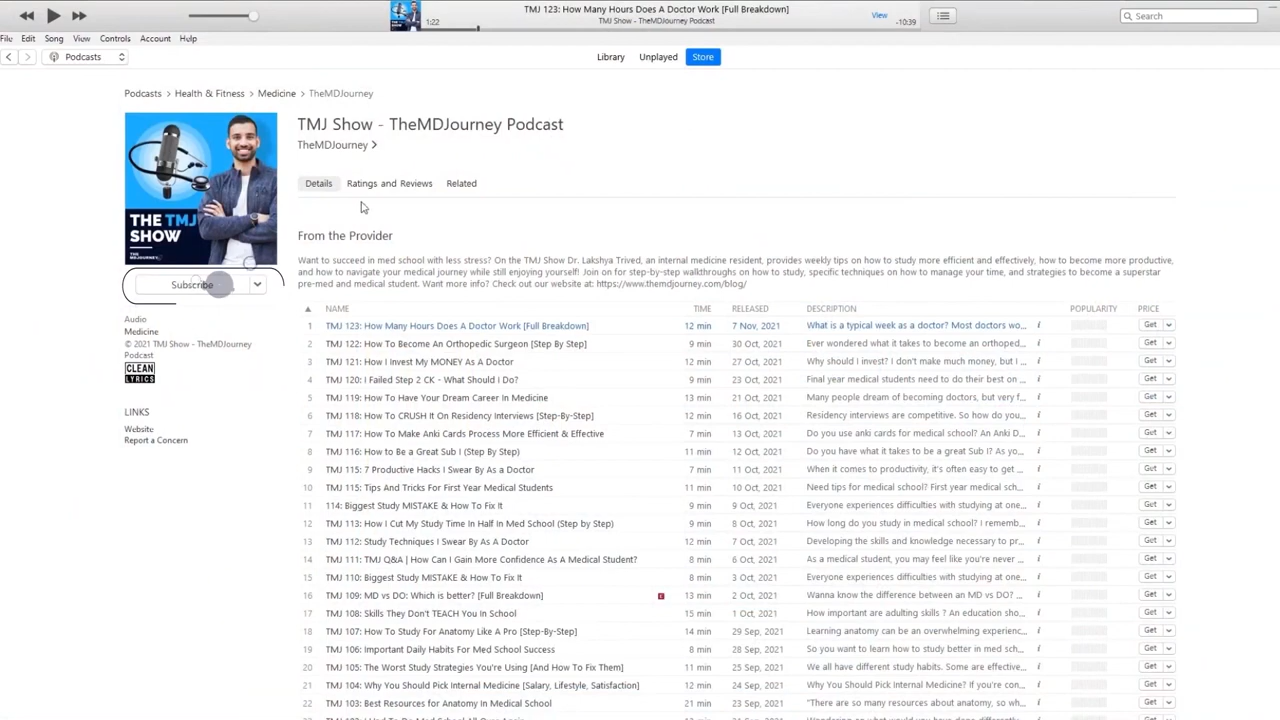 TMJ 123: How Many Hours Does A Doctor Work [Full Breakdown]
TMJ Show - TheMDJourney Podcast
1:22
View
-10:39
Search
File Edit Song View Controls Account Help
Podcasts
Library Unplayed Store
Podcasts > Health & Fitness > Medicine > TheMDJourney
TMJ Show - TheMDJourney Podcast
TheMDJourney >
THE TMJ
SHOW
THEMDJOURNEY
Details Ratings and Reviews Related
From the Provider
Want to succeed in med school with less stress? On the TMJ Show Dr. Lakshya Trived, an internal medicine resident, provides weekly tips on how to study more efficient and effectively, how to become more productive,
and how to navigate your medical journey while still enjoying yourself! Join on for step-by-step walkthroughs on how to study, specific techniques on how to manage your time, and strategies to become a superstar
pre-med and medical student. Want more info? Check out our website at: https://www.themdjourney.com/blog/
Subscribe
Audio
Medicine
© 2021 TMJ Show - TheMDJourney
Podcast
CLEAN
LYRICS
LINKS
Website
Report a Concern
NAME TIME RELEASED DESCRIPTION POPULARITY PRICE
1 TMJ 123: How Many Hours Does A Doctor Work [Full Breakdown] 12 min 7 Nov, 2021 What is a typical week as a doctor? Most doctors wo... i Get
2 TMJ 122: How To Become An Orthopedic Surgeon [Step By Step] 9 min 30 Oct, 2021 Ever wondered what it takes to become an orthoped... i Get
3 TMJ 121: How I Invest My MONEY As A Doctor 12 min 27 Oct, 2021 Why should I invest? I don't make much money, but I ... i Get
4 TMJ 120: I Failed Step 2 CK - What Should I Do? 9 min 23 Oct, 2021 Final year medical students need to do their best on ... i Get
5 TMJ 119: How To Have Your Dream Career In Medicine 13 min 21 Oct, 2021 Many people dream of becoming doctors, but very f... i Get
6 TMJ 118: How To CRUSH It On Residency Interviews [Step-By-Step] 12 min 16 Oct, 2021 Residency interviews are competitive. So how do you... i Get
7 TMJ 117: How To Make Anki Cards Process More Efficient & Effective 7 min 13 Oct, 2021 Do you use anki cards for medical school? An Anki D... i Get
8 TMJ 116: How to Be a Great Sub I (Step By Step) 11 min 12 Oct, 2021 Do you have what it takes to be a great Sub I? As yo... i Get
9 TMJ 115: 7 Productive Hacks I Swear By As a Doctor 7 min 11 Oct, 2021 When it comes to productivity, it's often easy to get ... i Get
10 TMJ 115: Tips And Tricks For First Year Medical Students 7 min 10 Oct, 2021 Need tips for medical school? First year medical sch... i Get
11 114: Biggest Study MISTAKE & How To Fix It 9 min 9 Oct, 2021 Everyone experiences difficulties with studying at on... i Get
12 TMJ 113: How I Cut My Study Time In Half In Med School (Step by Step) 9 min 8 Oct, 2021 How long do you study in medical school? I rememb... i Get
13 TMJ 112: Study Techniques I Swear By As A Doctor 12 min 7 Oct, 2021 Developing the skills and knowledge necessary to pr... i Get
14 TMJ 111: TMJ Q&A | How Can I Gain More Confidence As A Medical Student? 8 min 6 Oct, 2021 As a medical student, you may feel like you're never ... i Get
15 TMJ 110: Biggest Study MISTAKE & How To Fix It 8 min 3 Oct, 2021 Everyone experiences difficulties with studying at one... i Get
16 TMJ 109: MD vs DO: Which is better? [Full Breakdown] E 13 min 2 Oct, 2021 Wanna know the difference between an MD vs DO? ... i Get
17 TMJ 108: Skills They Don't TEACH You In School 15 min 1 Oct, 2021 How important are adulting skills ? An education sho... i Get
18 TMJ 107: How To Study For Anatomy Like A Pro [Step-By-Step] 14 min 29 Sep, 2021 Learning anatomy can be an overwhelming experienc... i Get
19 TMJ 106: Important Daily Habits For Med School Success 8 min 26 Sep, 2021 So you want to learn how to study better in med sch... i Get
20 TMJ 105: The Worst Study Strategies You're Using [And How To Fix Them] 11 min 25 Sep, 2021 We all have different study habits. Some are effective... i Get
21 TMJ 104: Why You Should Pick Internal Medicine [Salary, Lifestyle, Satisfaction] 12 min 24 Sep, 2021 Why You Should Pick Internal Medicine? If you're con... i Get
22 TMJ 103: Best Resources for Anatomy In Medical School 21 min 23 Sep, 2021 "There are so many resources about anatomy, so wh... i Get